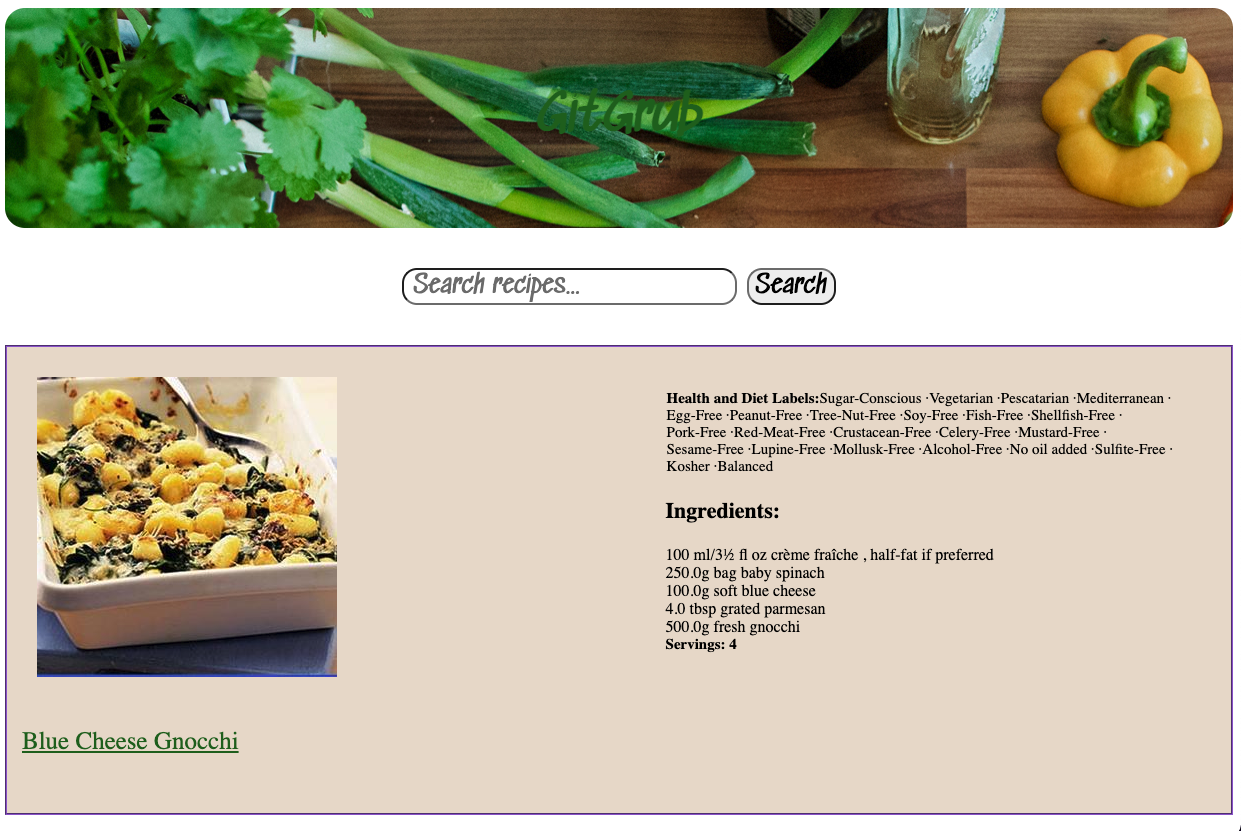 GitGrub
Search recipes...
Search
Health and Diet Labels:Sugar-Conscious ·Vegetarian ·Pescatarian ·Mediterranean ·
Egg-Free ·Peanut-Free ·Tree-Nut-Free ·Soy-Free ·Fish-Free ·Shellfish-Free ·
Pork-Free ·Red-Meat-Free ·Crustacean-Free ·Celery-Free ·Mustard-Free ·
Sesame-Free ·Lupine-Free ·Mollusk-Free ·Alcohol-Free ·No oil added ·Sulfite-Free ·
Kosher ·Balanced
Ingredients:
100 ml/3½ fl oz crème fraîche , half-fat if preferred
250.0g bag baby spinach
100.0g soft blue cheese
4.0 tbsp grated parmesan
500.0g fresh gnocchi
Servings: 4
Blue Cheese Gnocchi